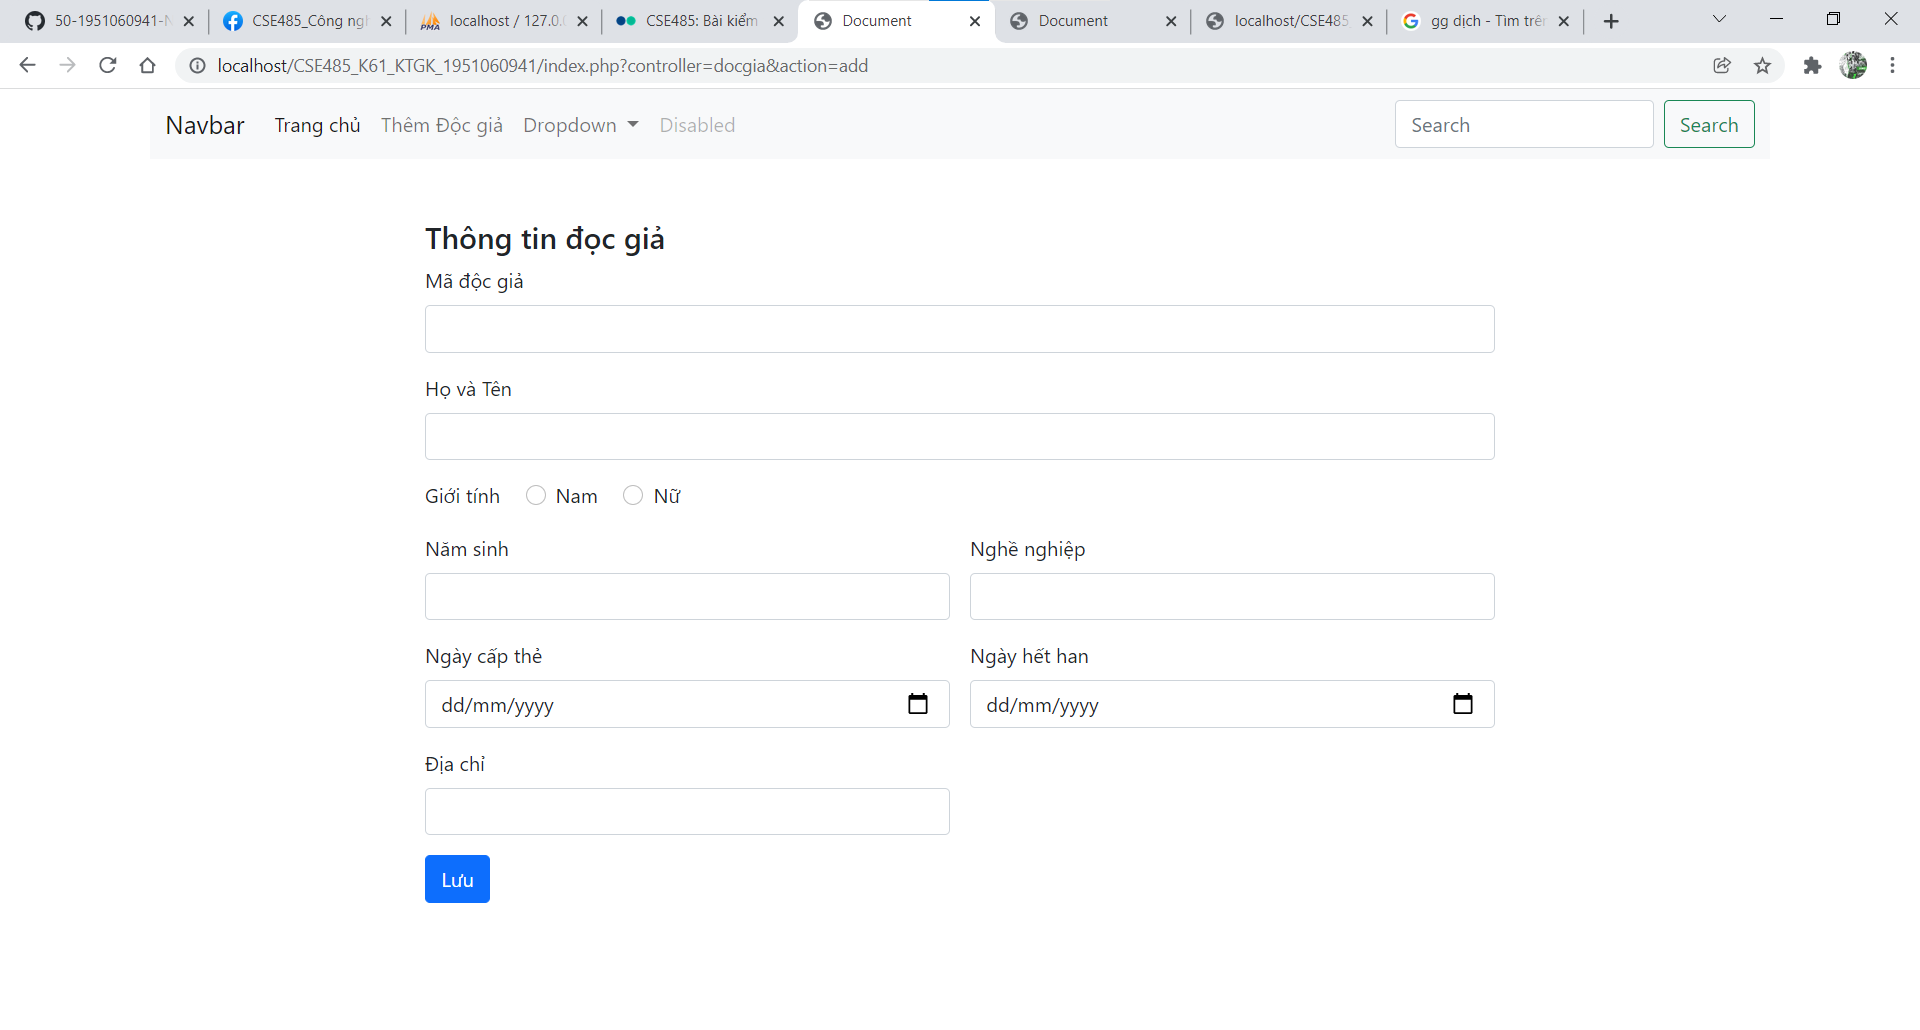 50-1951060941-N
CSE485_Công ngh
localhost / 127.0.0
CSE485: Bài kiểm
Document
Document
localhost/CSE485
gg dịch - Tìm trên
localhost/CSE485_K61_KTGK_1951060941/index.php?controller=docgia&action=add
Navbar Trang chủ Thêm Độc giả Dropdown Disabled Search Search
Thông tin đọc giả
Mã độc giả
Họ và Tên
Giới tính Nam Nữ
Năm sinh Nghề nghiệp
Ngày cấp thẻ Ngày hết han
dd/mm/yyyy dd/mm/yyyy
Địa chỉ
Lưu